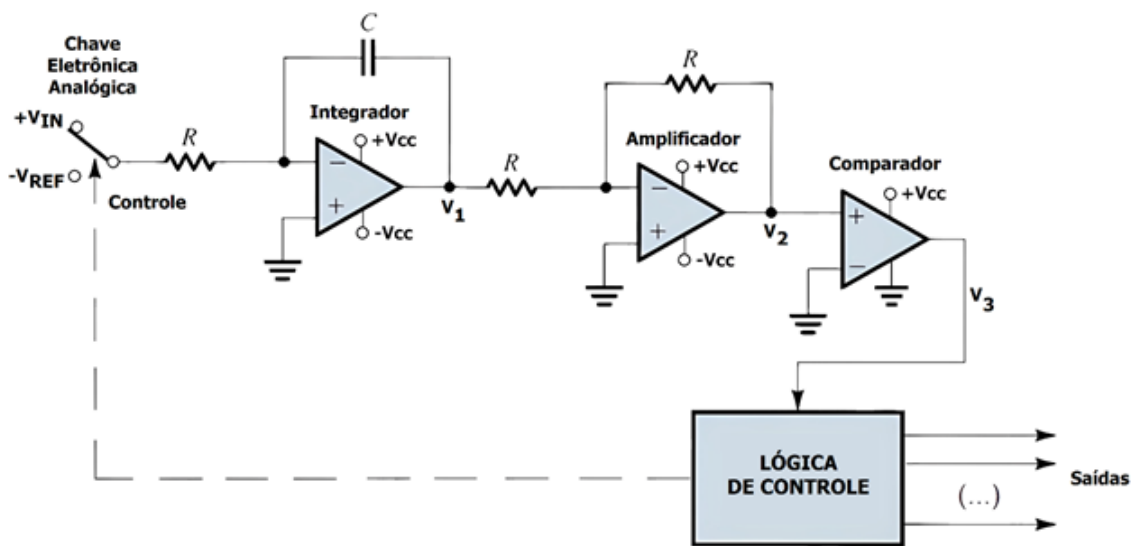 C
Chave
Eletrônica
Analógica
R
Integrador
Amplificador
+VIN
R
+Vcc
+Vcc
Comparador
-VREF
−
R
−
+Vcc
Controle
+
V1
+
V2
+
-Vcc
-Vcc
−
V3
LÓGICA
DE CONTROLE
(...)
Saídas